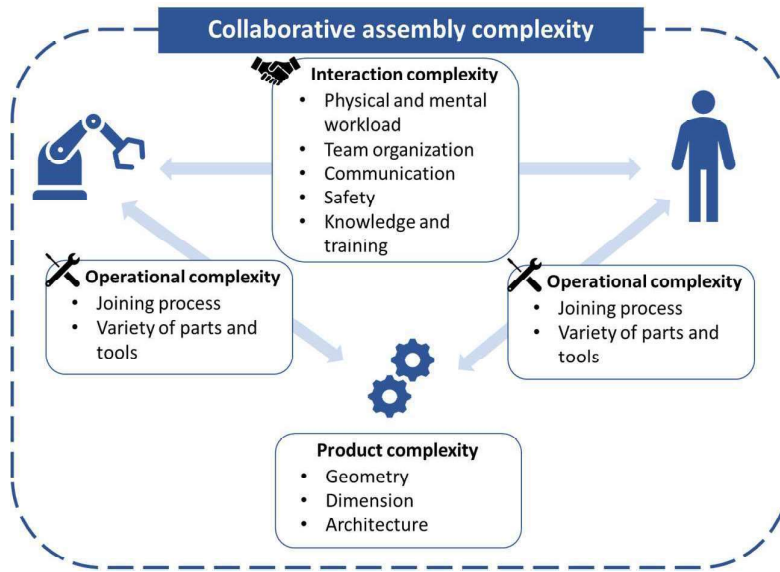 Collaborative assembly complexity
Interaction complexity
• Physical and mental
workload
• Team organization
• Communication
• Safety
• Knowledge and
training
Operational complexity
• Joining process
• Variety of parts and
tools
Operational complexity
• Joining process
• Variety of parts and
tools
Product complexity
• Geometry
• Dimension
• Architecture